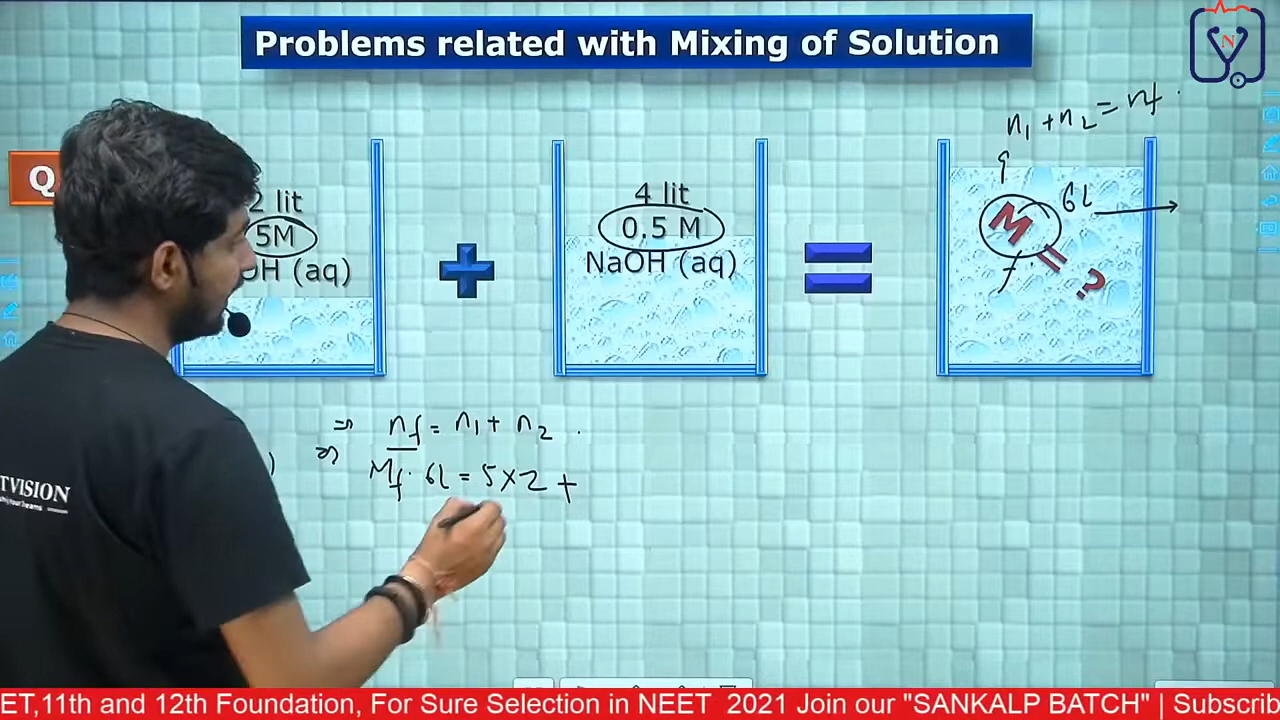 Problems related with Mixing of Solution
N
n1 + n2 = nf
Q
2 lit
5M
OH (aq)
4 lit
0.5 M
NaOH (aq)
M
f
6L
= ?
⇒ nf = n1 + n2
⇒ Mf · 6L = 5 × 2 +
TVISION
ET,11th and 12th Foundation, For Sure Selection in NEET 2021 Join our "SANKALP BATCH" | Subscrib